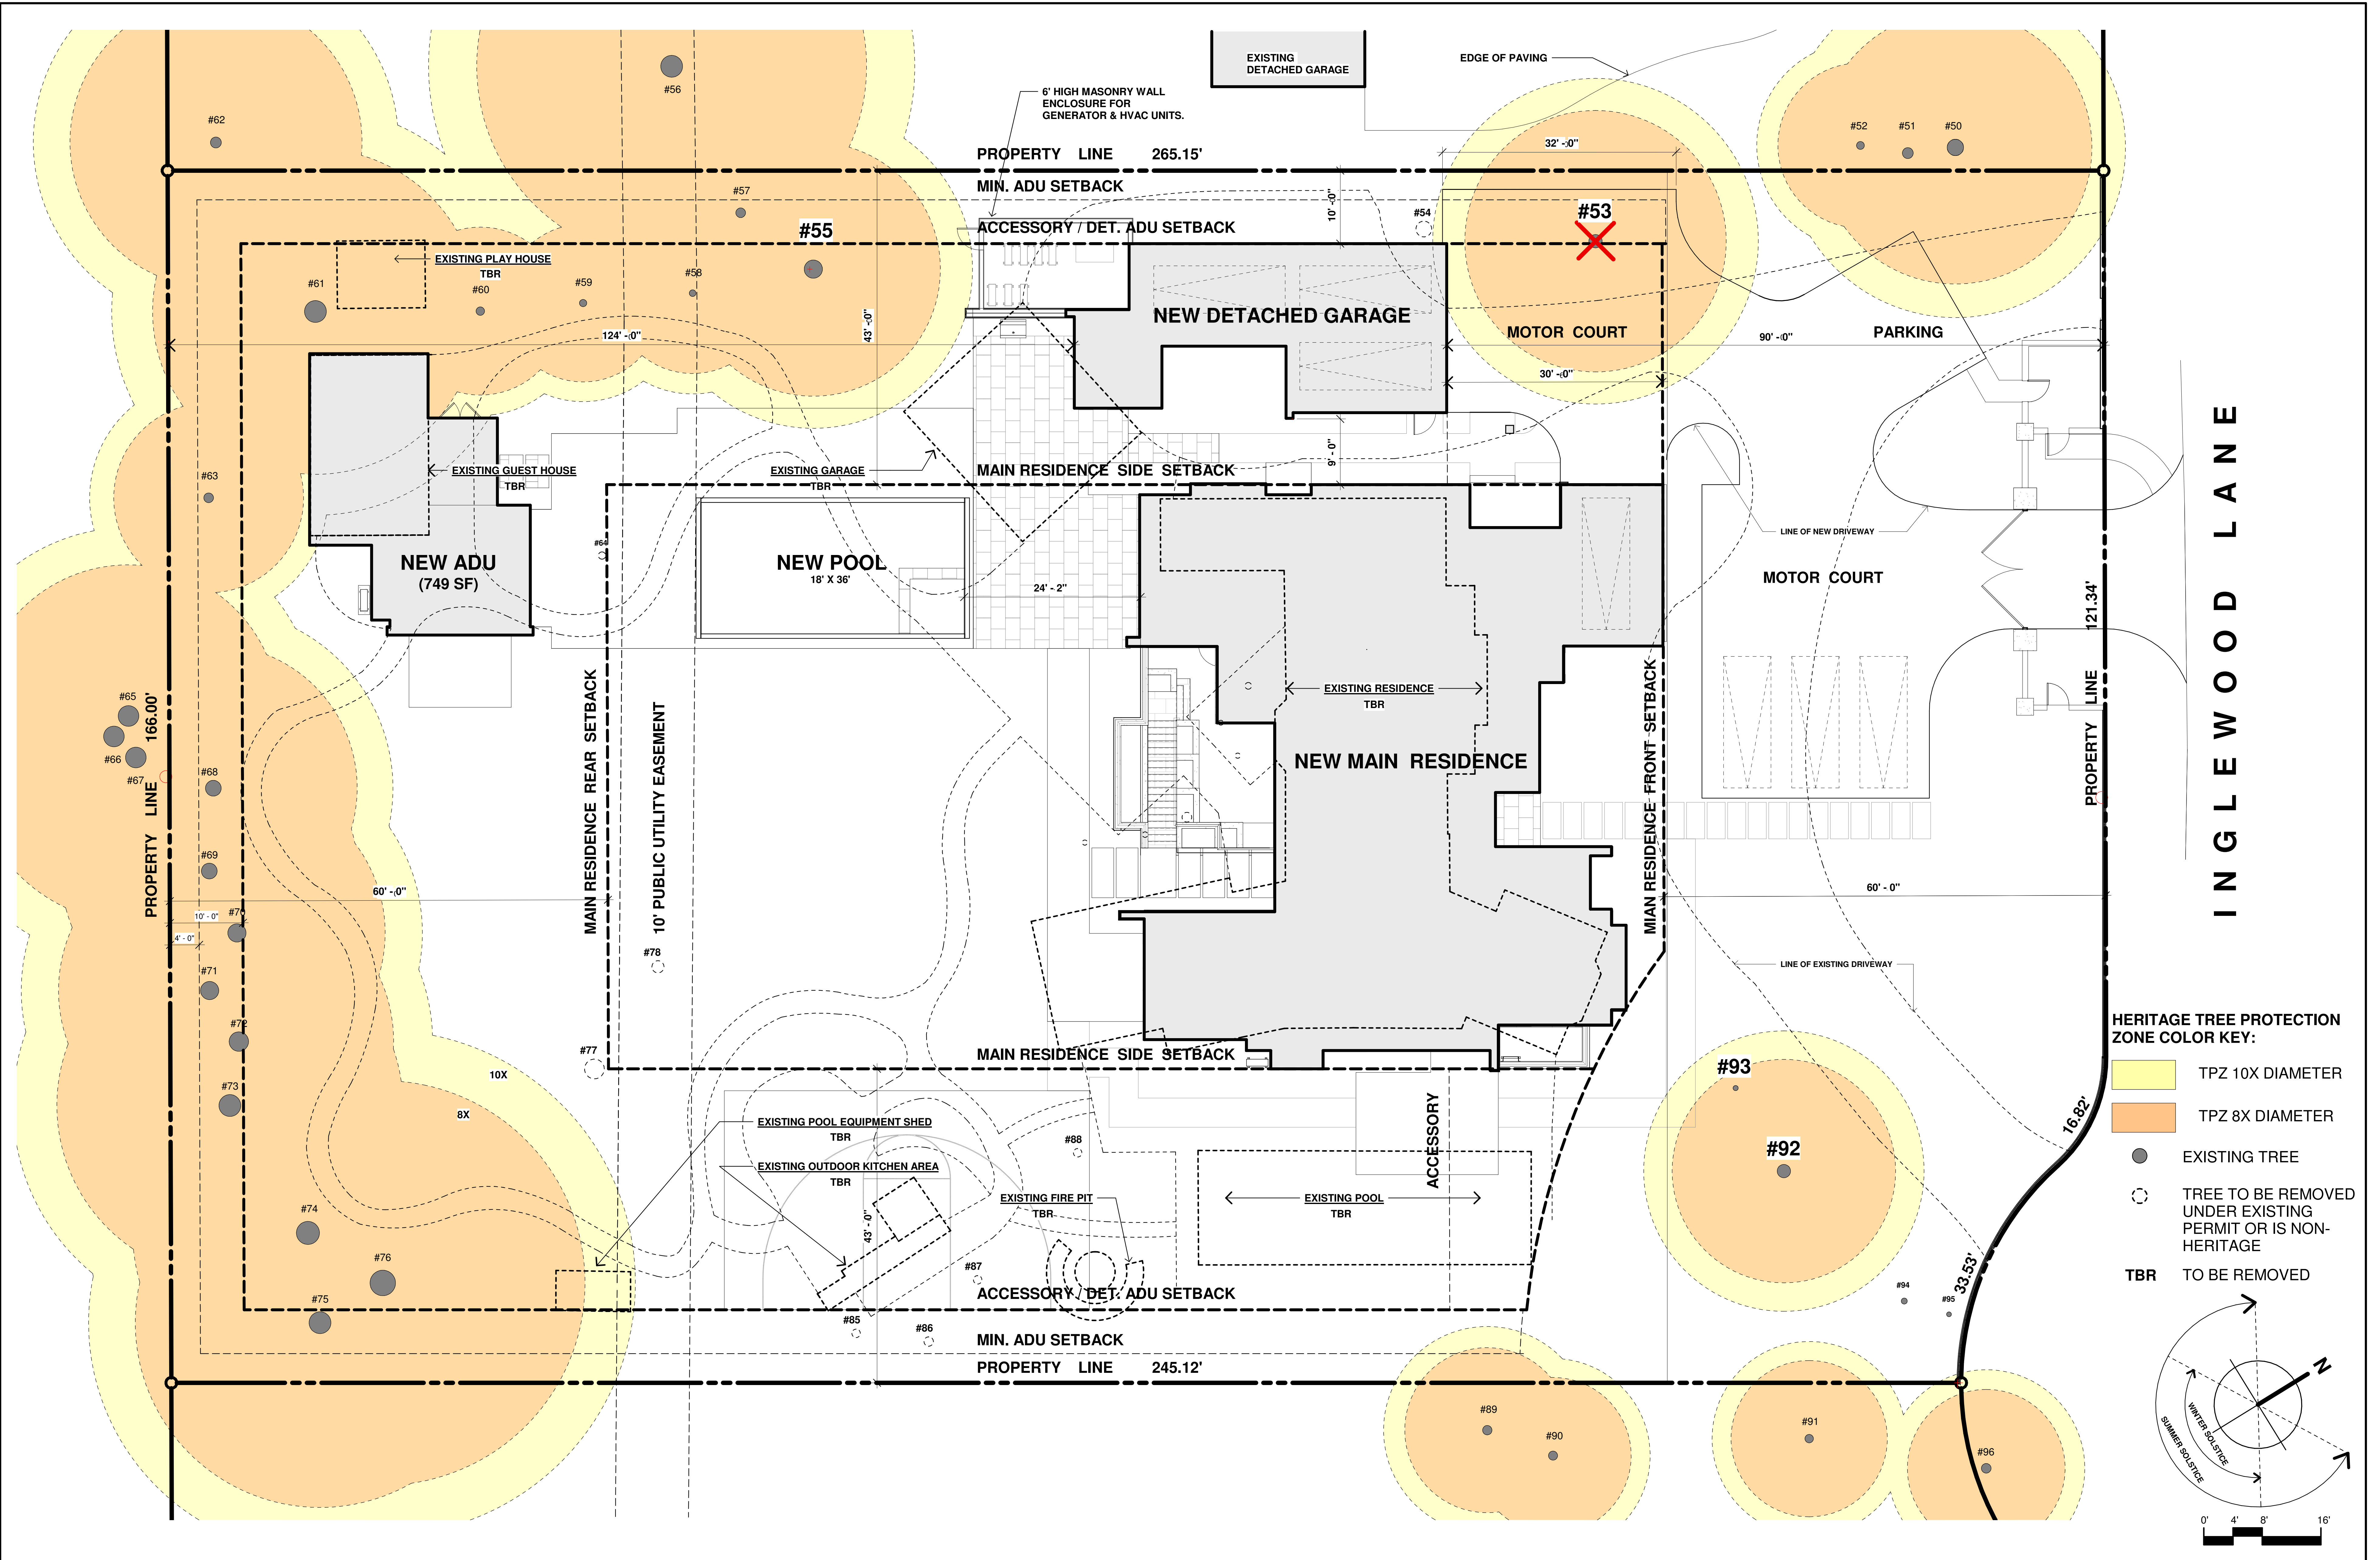 EXISTING
DETACHED GARAGE
EDGE OF PAVING
6' HIGH MASONRY WALL
ENCLOSURE FOR
GENERATOR & HVAC UNITS.
#56
#62
#52
#51
#50
32' - 0"
PROPERTY LINE 265.15'
MIN. ADU SETBACK
#57
#55
ACCESSORY / DET. ADU SETBACK
10' - 0"
#54
#53
EXISTING PLAY HOUSE
TBR
#61
#60
#59
#58
124' - 0"
43' - 0"
NEW DETACHED GARAGE
MOTOR COURT
90' - 0"
PARKING
30' - 0"
#63
EXISTING GUEST HOUSE
TBR
EXISTING GARAGE
TBR
MAIN RESIDENCE SIDE SETBACK
9' - 0"
INGLEWOOD LANE
LINE OF NEW DRIVEWAY
#64
NEW ADU
(749 SF)
NEW POOL
18' X 36'
24' - 2"
MOTOR COURT
121.34'
PROPERTY LINE
#65
#66
#67
#68
166.00'
PROPERTY LINE
MAIN RESIDENCE REAR SETBACK
10' PUBLIC UTILITY EASEMENT
EXISTING RESIDENCE
TBR
NEW MAIN RESIDENCE
MIAN RESIDENCE FRONT SETBACK
#69
60' - 0"
60' - 0"
10' - 0"
#70
4' - 0"
#71
#78
LINE OF EXISTING DRIVEWAY
#72
#77
MAIN RESIDENCE SIDE SETBACK
10X
#73
8X
#93
#92
16.82'
33.53'
EXISTING POOL EQUIPMENT SHED
TBR
#88
ACCESSORY
EXISTING OUTDOOR KITCHEN AREA
TBR
EXISTING FIRE PIT
TBR
EXISTING POOL
TBR
#74
43' - 0"
#76
#87
#75
ACCESSORY / DET. ADU SETBACK
#94
#95
#85
#86
MIN. ADU SETBACK
PROPERTY LINE 245.12'
#89
#90
#91
#96
HERITAGE TREE PROTECTION
ZONE COLOR KEY:
TPZ 10X DIAMETER
TPZ 8X DIAMETER
EXISTING TREE
TREE TO BE REMOVED
UNDER EXISTING
PERMIT OR IS NON-
HERITAGE
TBR TO BE REMOVED
N
WINTER SOLSTICE
SUMMER SOLSTICE
0' 4' 8' 16'